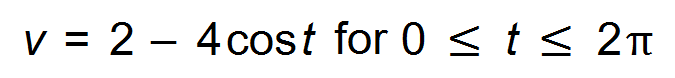 v = 2 – 4cost for 0 ≤ t ≤ 2π